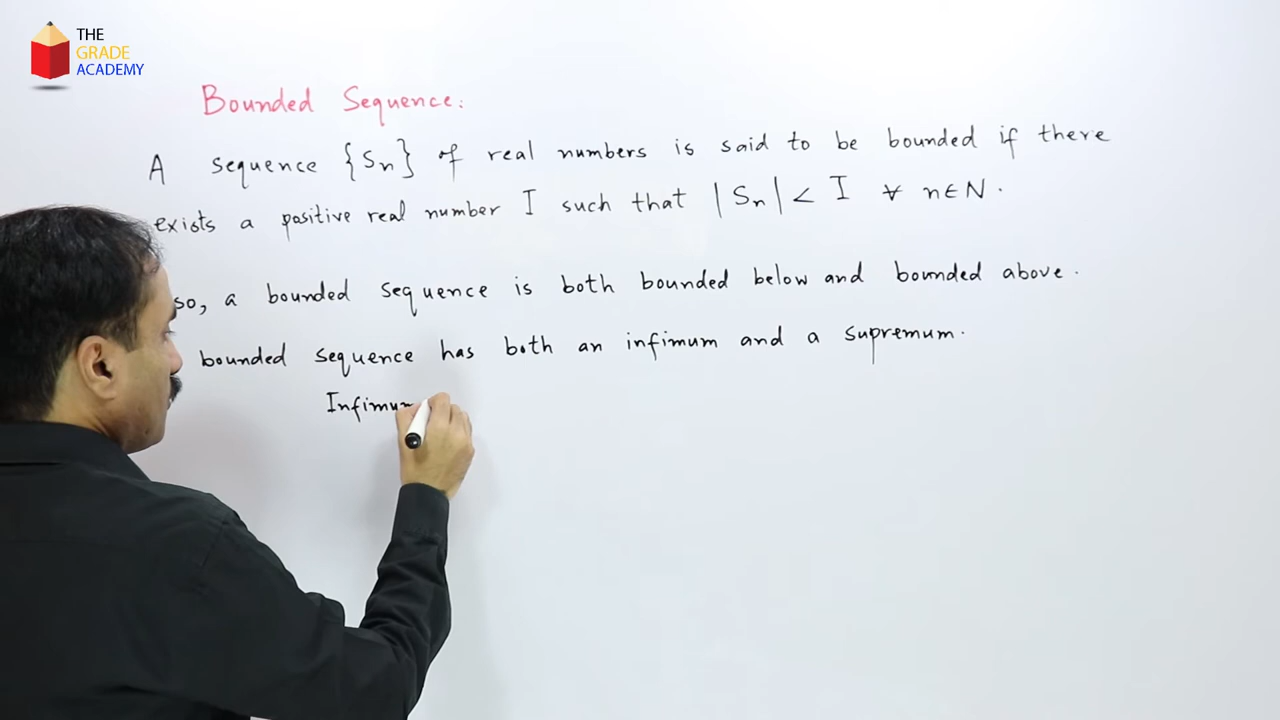 THE
GRADE
ACADEMY
Bounded Sequence:
A sequence {Sn} of real numbers is said to be bounded if there
exists a positive real number I such that |Sn| < I ∀ n∈N.
so, a bounded sequence is both bounded below and bounded above.
bounded sequence has both an infimum and a supremum.
Infimum